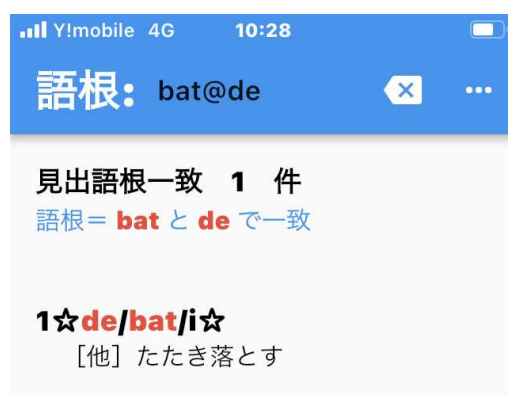 Y!mobile 4G 10:28
語根: bat@de
見出語根一致 1 件
語根＝ bat と de で一致
1☆de/bat/i☆
［他］たたき落とす